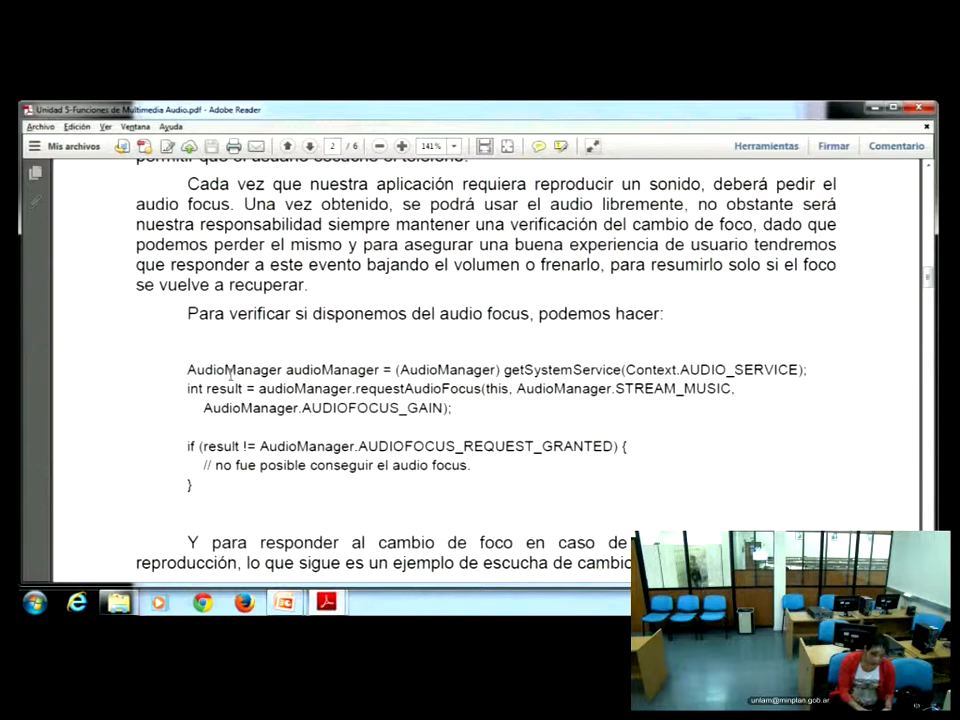 Unidad 5-Funciones de Multimedia Audio.pdf - Adobe Reader
Archivo Edición Ver Ventana Ayuda
Mis archivos 2 / 6 141% Herramientas Firmar Comentario
permitir que el usuario escuche el teléfono.
Cada vez que nuestra aplicación requiera reproducir un sonido, deberá pedir el
audio focus. Una vez obtenido, se podrá usar el audio libremente, no obstante será
nuestra responsabilidad siempre mantener una verificación del cambio de foco, dado que
podemos perder el mismo y para asegurar una buena experiencia de usuario tendremos
que responder a este evento bajando el volumen o frenarlo, para resumirlo solo si el foco
se vuelve a recuperar.
Para verificar si disponemos del audio focus, podemos hacer:
AudioManager audioManager = (AudioManager) getSystemService(Context.AUDIO_SERVICE);
int result = audioManager.requestAudioFocus(this, AudioManager.STREAM_MUSIC,
AudioManager.AUDIOFOCUS_GAIN);
if (result != AudioManager.AUDIOFOCUS_REQUEST_GRANTED) {
// no fue posible conseguir el audio focus.
}
Y para responder al cambio de foco en caso de
reproducción, lo que sigue es un ejemplo de escucha de cambio
unlam@minplan.gob.ar